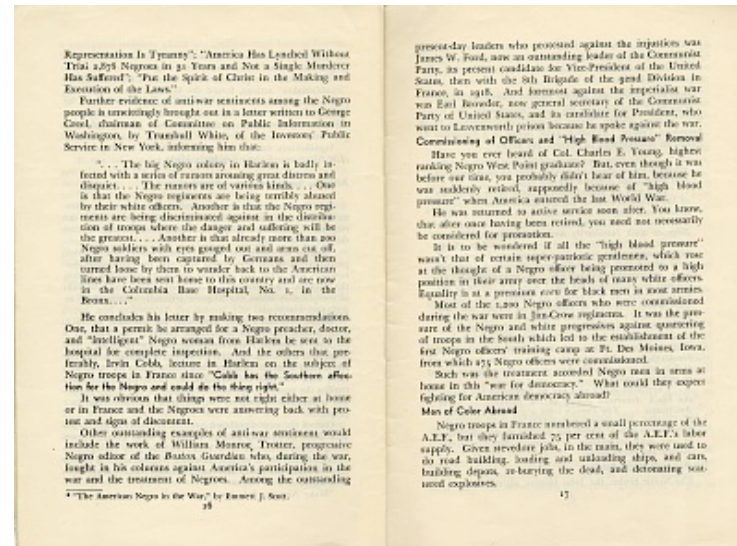 Representation Is Tyranny"; "America Has Lynched Without
Trial 2,878 Negroes in 31 Years and Not a Single Murderer
Has Suffered"; "Put the Spirit of Christ in the Making and
Execution of the Laws."
Further evidence of anti-war sentiments among the Negro
people is unwittingly brought out in a letter written to George
Creel, chairman of Committee on Public Information in
Washington, by Trumbull White, of the Investors' Public
Service in New York, informing him that:
". . . The big Negro colony in Harlem is badly in-
fected with a series of rumors arousing great distress and
disquiet. . . . The rumors are of various kinds. . . . One
is that the Negro regiments are being terribly abused
by their white officers. Another is that the Negro regi-
ments are being discriminated against in the distribu-
tion of troops where the danger and suffering will be
the greatest. . . . Another is that already more than 200
Negro soldiers with eyes gouged out and arms cut off,
after having been captured by Germans and then
turned loose by them to wander back to the American
lines have been sent home to this country and are now
in the Columbia Base Hospital, No. 1, in the
Bronx. . . ."
He concludes his letter by making two recommendations.
One, that a permit be arranged for a Negro preacher, doctor,
and "intelligent" Negro woman from Harlem be sent to the
hospital for complete inspection. And the others that pre-
ferably, Irvin Cobb, lecture in Harlem on the subject of
Negro troops in France since "Cobb has the Southern affec-
tion for the Negro and could do the thing right."
It was obvious that things were not right either at home
or in France and the Negroes were answering back with pro-
test and signs of discontent.
Other outstanding examples of anti-war sentiment would
include the work of William Monroe Trotter, progressive
Negro editor of the Boston Guardian who, during the war,
fought in his columns against America's participation in the
war and the treatment of Negroes. Among the outstanding
* "The American Negro in the War," by Emmett J. Scott.
16
present-day leaders who protested against the injustices was
James W. Ford, now an outstanding leader of the Communist
Party, its present candidate for Vice-President of the United
States, then with the 8th Brigade of the 92nd Division in
France, in 1918. And foremost against the imperialist war
was Earl Browder, now general secretary of the Communist
Party of United States, and its candidate for President, who
went to Leavenworth prison because he spoke against the war.
Commissioning of Officers and "High Blood Pressure" Removal
Have you ever heard of Col. Charles E. Young, highest
ranking Negro West Point graduate? But, even though it was
before our time, you probably didn't hear of him, because he
was suddenly retired, supposedly because of "high blood
pressure" when America entered the last World War.
He was returned to active service soon after. You know,
that after once having been retired, you need not necessarily
be considered for promotion.
It is to be wondered if all the "high blood pressure"
wasn't that of certain super-patriotic gentlemen, which rose
at the thought of a Negro officer being promoted to a high
position in their army over the heads of many white officers.
Equality is at a premium even for black men in most armies.
Most of the 1,200 Negro officers who were commissioned
during the war were in Jim-Crow regiments. It was the pres-
sure of the Negro and white progressives against quartering
of troops in the South which led to the establishment of the
first Negro officers' training camp at Ft. Des Moines, Iowa,
from which 475 Negro officers were commissioned.
Such was the treatment accorded Negro men in arms at
home in this "war for democracy." What could they expect
fighting for American democracy abroad?
Men of Color Abroad
Negro troops in France numbered a small percentage of the
A.E.F., but they furnished 75 per cent of the A.E.F.'s labor
supply. Given stevedore jobs, in the main, they were used to
do road building, loading and unloading ships, and cars,
building depots, re-burying the dead, and detonating scat-
tered explosives.
17